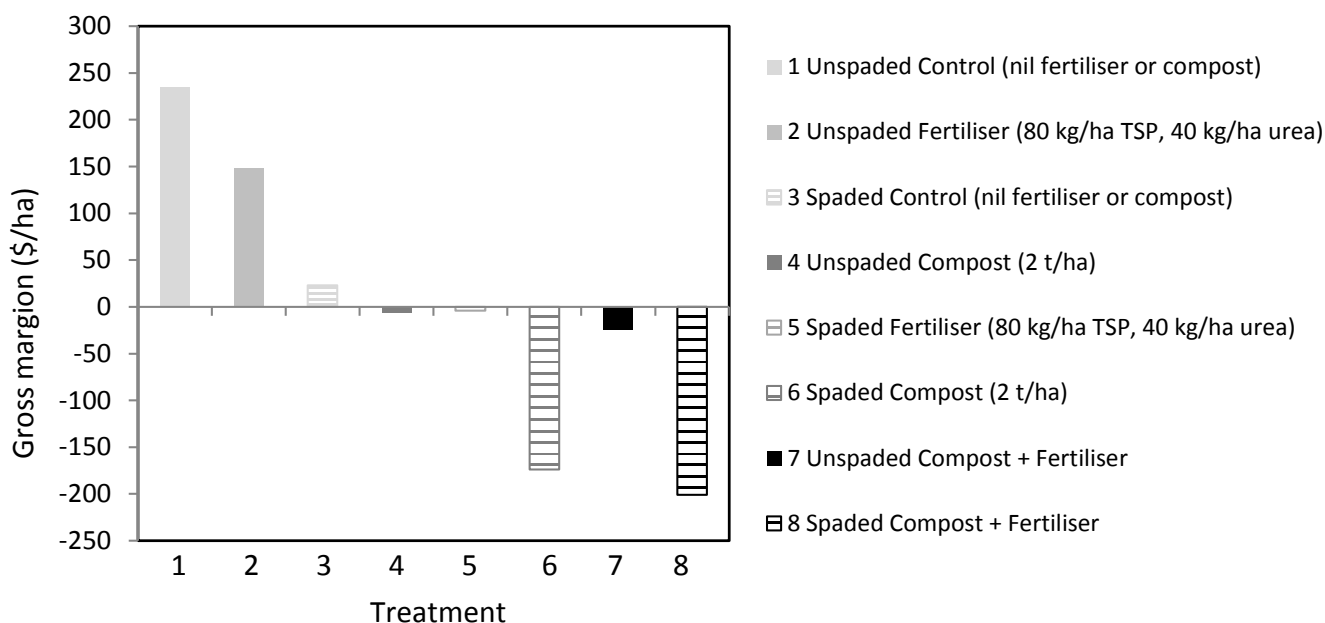 300
250
200
150
100
50
0
-50
-100
-150
-200
-250
Gross margion ($/ha)
1 2 3 4 5 6 7 8
Treatment
1 Unspaded Control (nil fertiliser or compost)
2 Unspaded Fertiliser (80 kg/ha TSP, 40 kg/ha urea)
3 Spaded Control (nil fertiliser or compost)
4 Unspaded Compost (2 t/ha)
5 Spaded Fertiliser (80 kg/ha TSP, 40 kg/ha urea)
6 Spaded Compost (2 t/ha)
7 Unspaded Compost + Fertiliser
8 Spaded Compost + Fertiliser